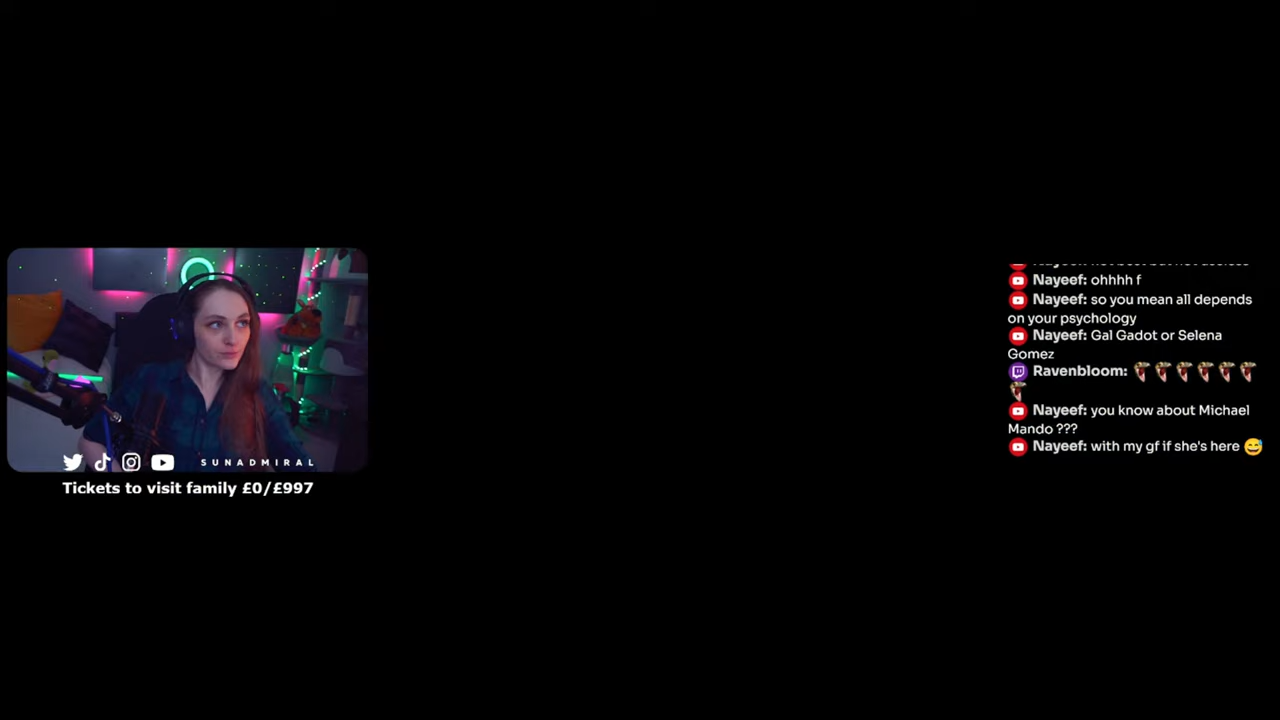 SUNADMIRAL
Tickets to visit family £0/£997
Nayeef: ohhhh f
Nayeef: so you mean all depends
on your psychology
Nayeef: Gal Gadot or Selena
Gomez
Ravenbloom:
Nayeef: you know about Michael
Mando ???
Nayeef: with my gf if she's here 😅